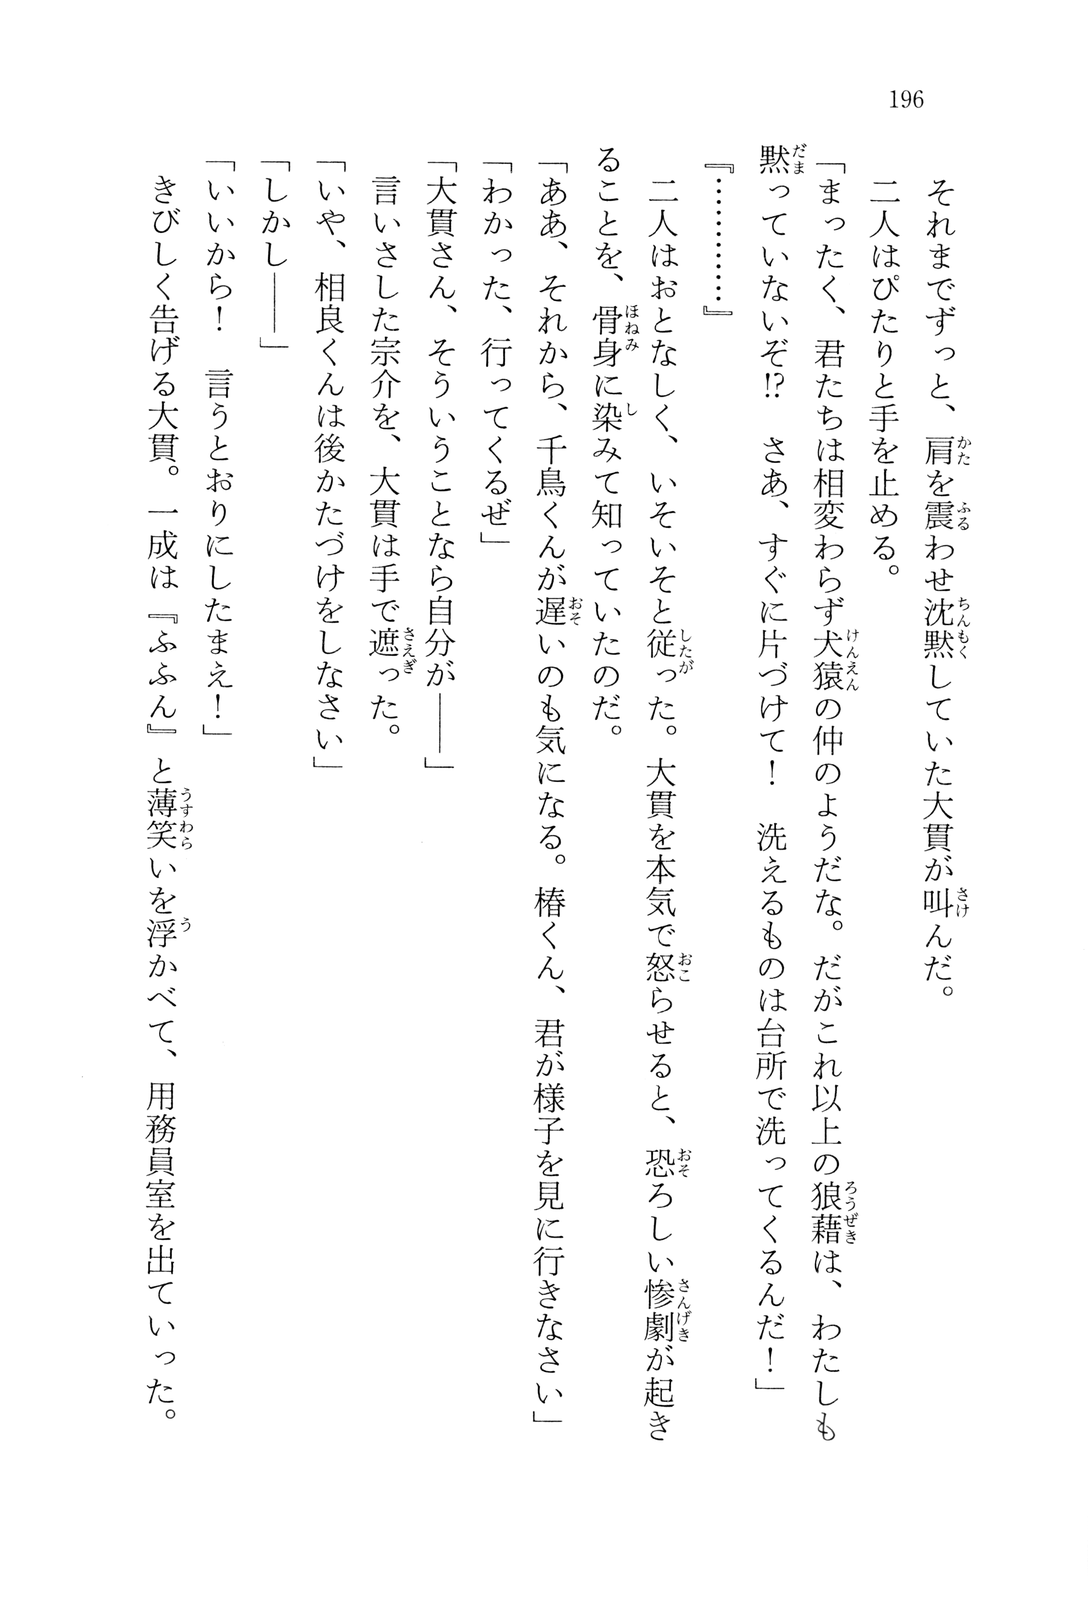 196
　それまでずっと、肩を震わせ沈黙していた大貫が叫んだ。
　二人はぴたりと手を止める。
「まったく、君たちは相変わらず犬猿の仲のようだな。だがこれ以上の狼藉は、わたしも
黙っていないぞ!?　さあ、すぐに片づけて！　洗えるものは台所で洗ってくるんだ！」
『…………』
　二人はおとなしく、いそいそと従った。大貫を本気で怒らせると、恐ろしい惨劇が起き
ることを、骨身に染みて知っていたのだ。
「ああ、それから、千鳥くんが遅いのも気になる。椿くん、君が様子を見に行きなさい」
「わかった、行ってくるぜ」
「大貫さん、そういうことなら自分が――」
　言いさした宗介を、大貫は手で遮った。
「いや、相良くんは後かたづけをしなさい」
「しかし――」
「いいから！　言うとおりにしたまえ！」
　きびしく告げる大貫。一成は『ふふん』と薄笑いを浮かべて、用務員室を出ていった。